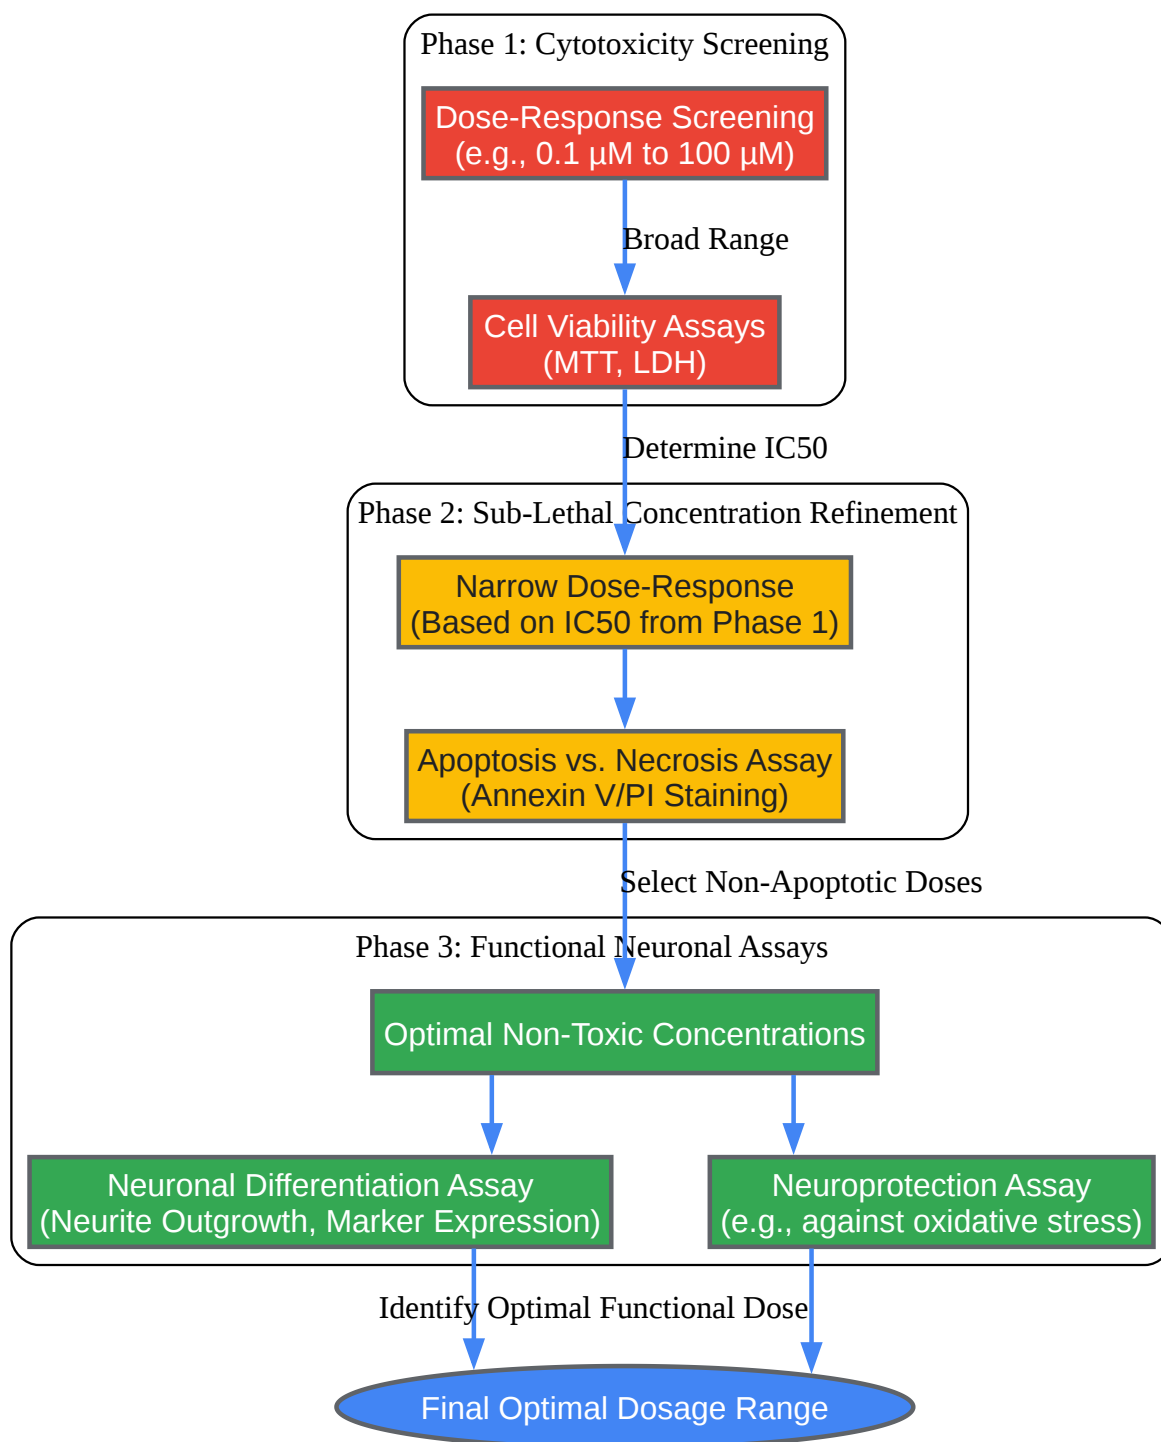 Phase 1: Cytotoxicity Screening
Dose-Response Screening
(e.g., 0.1 µM to 100 µM)
Broad Range
Cell Viability Assays
(MTT, LDH)
Determine IC50
Phase 2: Sub-Lethal Concentration Refinement
Narrow Dose-Response
(Based on IC50 from Phase 1)
Apoptosis vs. Necrosis Assay
(Annexin V/PI Staining)
Select Non-Apoptotic Doses
Phase 3: Functional Neuronal Assays
Optimal Non-Toxic Concentrations
Neuronal Differentiation Assay
(Neurite Outgrowth, Marker Expression)
Neuroprotection Assay
(e.g., against oxidative stress)
Identify Optimal Functional Dose
Final Optimal Dosage Range